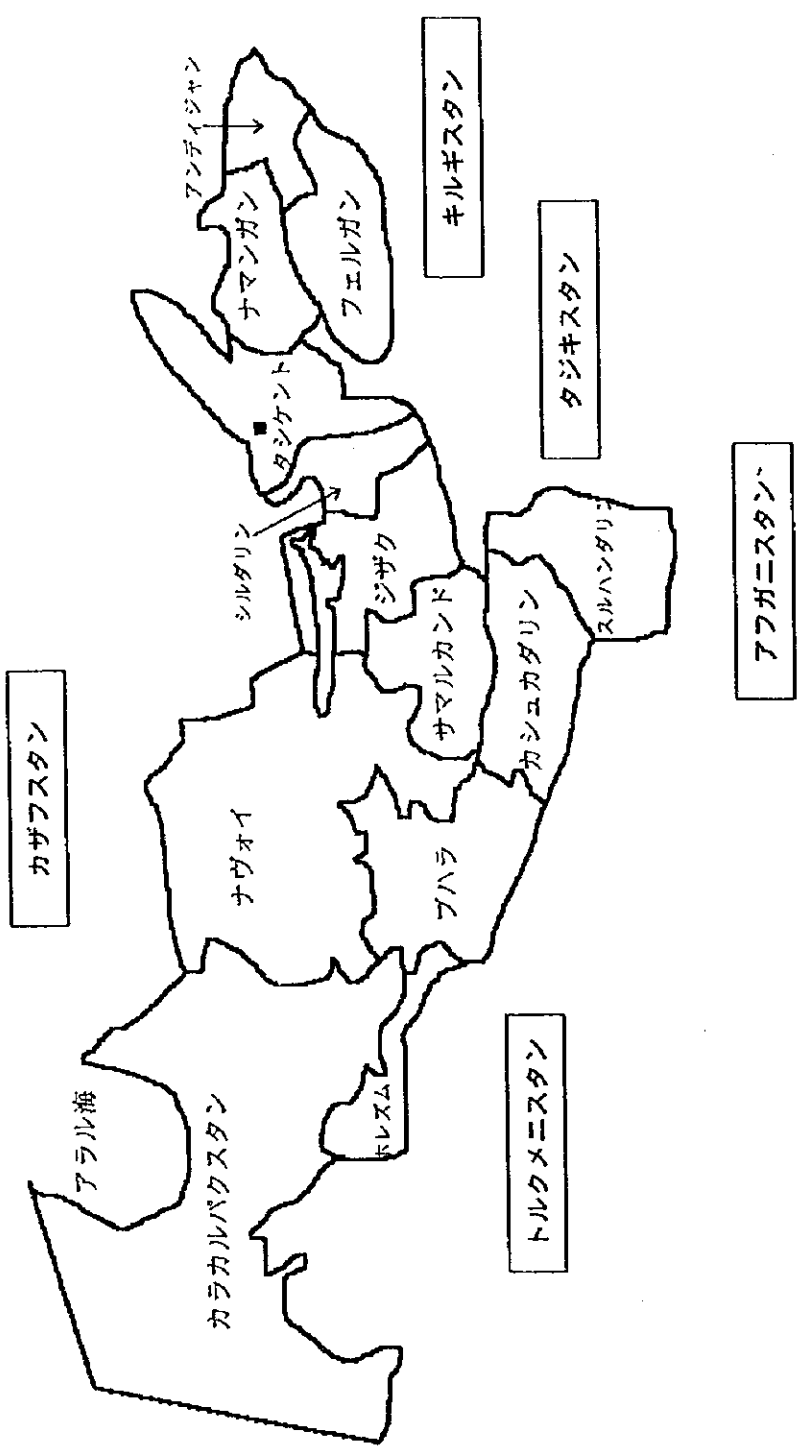 カザフスタン
アラル海
アンディジャン
カラカルパクスタン
ナヴォイ
シルダリン
タシケント
ナマンガン
フェルガン
ホレズム
ジザク
サマルカンド
ブハラ
キルギスタン
カシュカダリン
スルハンダリン
トルクメニスタン
タジキスタン
アフガニスタン